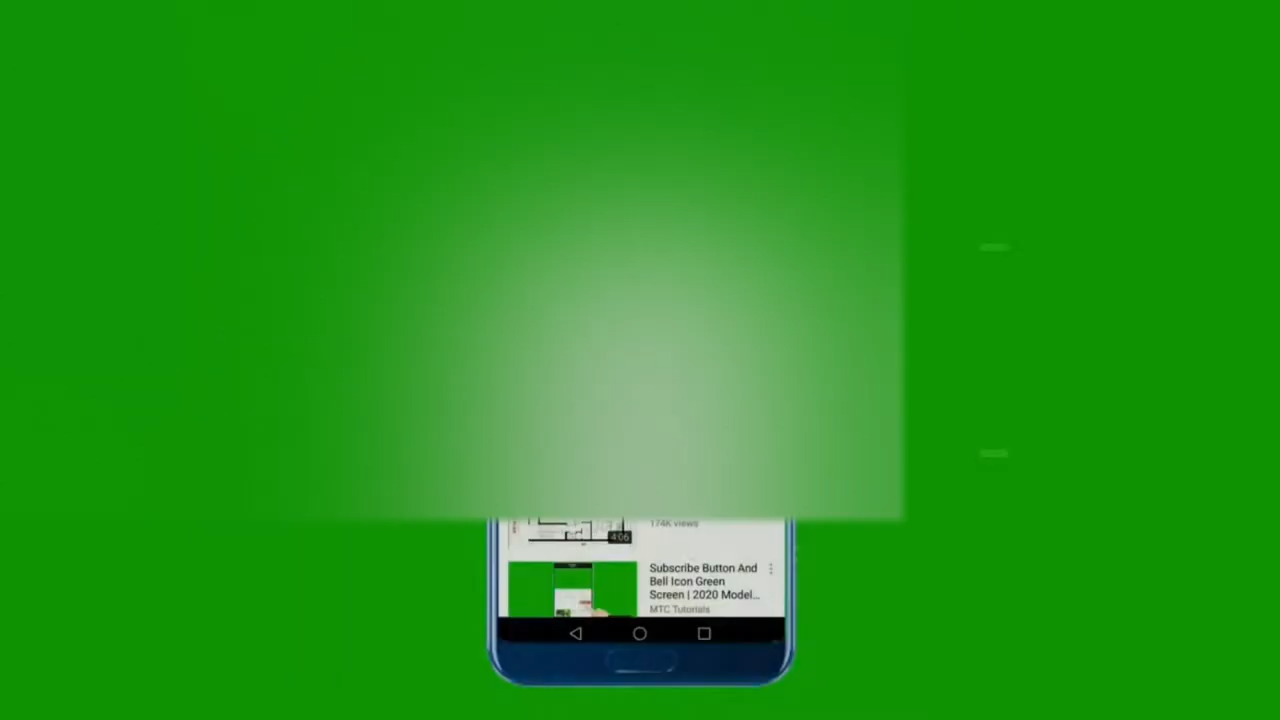 174K views
4:06
Subscribe Button And
Bell Icon Green
Screen | 2020 Model...
MTC Tutorials